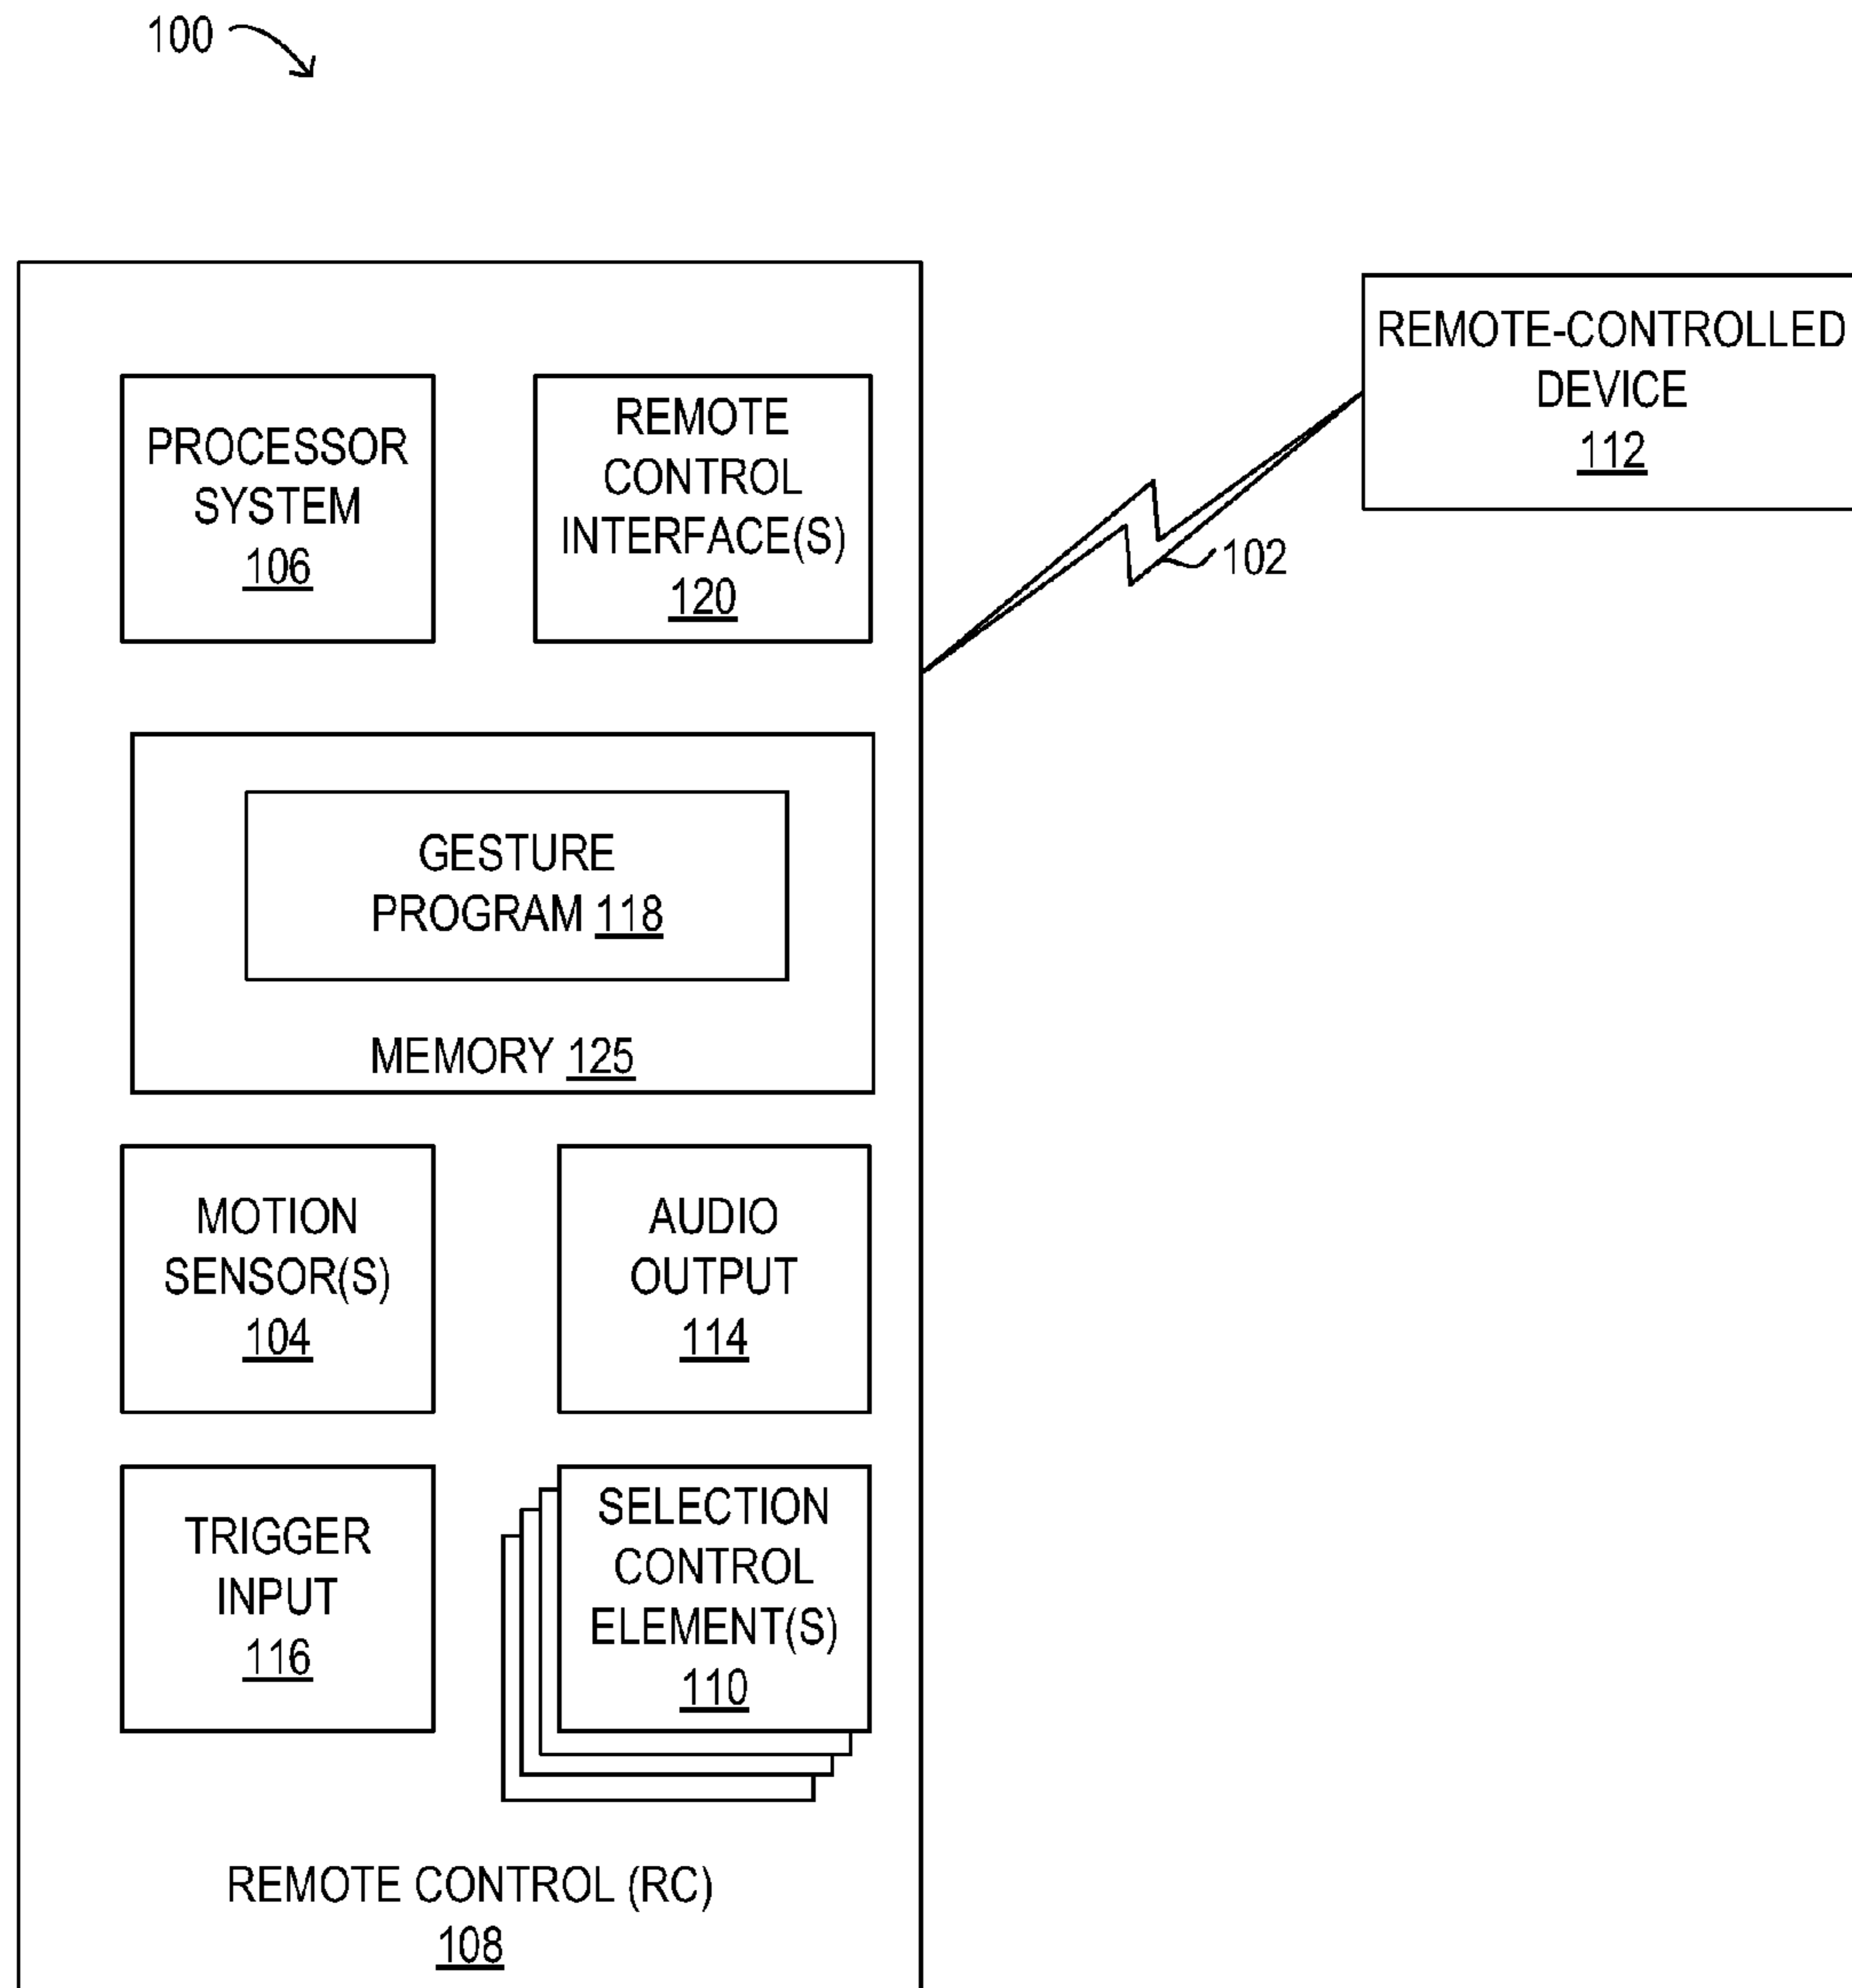 100
REMOTE-CONTROLLED
DEVICE
112
PROCESSOR
SYSTEM
106
REMOTE
CONTROL
INTERFACE(S)
120
102
GESTURE
PROGRAM 118
MEMORY 125
MOTION
SENSOR(S)
104
AUDIO
OUTPUT
114
TRIGGER
INPUT
116
SELECTION
CONTROL
ELEMENT(S)
110
REMOTE CONTROL (RC)
108